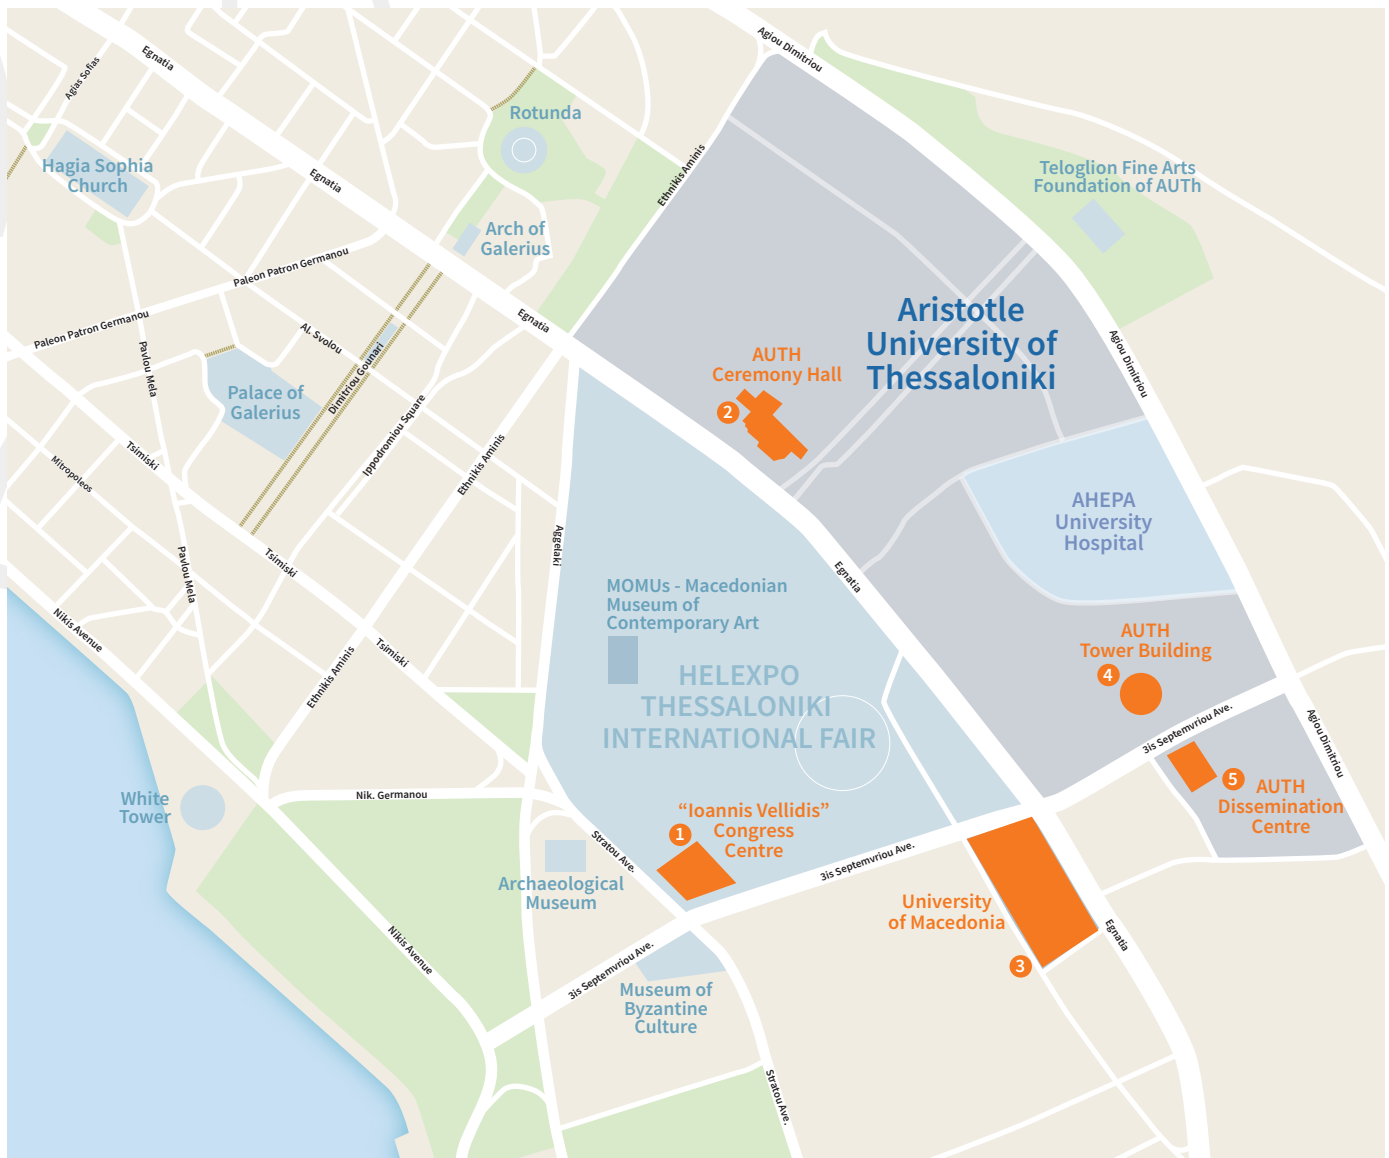 Agiou Dimitriou
Egnatia
Agias Sofias
Rotunda
Hagia Sophia
Church
Ethnikis Aminis
Teloglion Fine Arts
Foundation of AUTh
Egnatia
Arch of
Galerius
Paleon Patron Germanou
Paleon Patron Germanou
Egnatia
Al. Svolou
Pavlou Mela
Dimitriou Gounari
Aristotle
University of
Thessaloniki
Agiou Dimitriou
AUTH
Ceremony Hall
2
Palace of
Galerius
Ippodromiou Square
Ethnikis Aminis
Tsimiski
Mitropoleos
AHEPA
University
Hospital
Aggelaki
Pavlou Mela
Tsimiski
Egnatia
MOMUs - Macedonian
Museum of
Contemporary Art
Nikis Avenue
Tsimiski
Ethnikis Aminis
AUTH
Tower Building
4
HELEXPO
THESSALONIKI
INTERNATIONAL FAIR
3is Septemvriou Ave.
Agiou Dimitriou
5
AUTH
Dissemination
Centre
White
Tower
Nik. Germanou
1
“Ioannis Vellidis”
Congress
Centre
Stratou Ave.
3is Septemvriou Ave.
Archaeological
Museum
University
of Macedonia
3
Egnatia
Nikis Avenue
3is Septemvriou Ave.
Museum of
Byzantine
Culture
Stratou Ave.